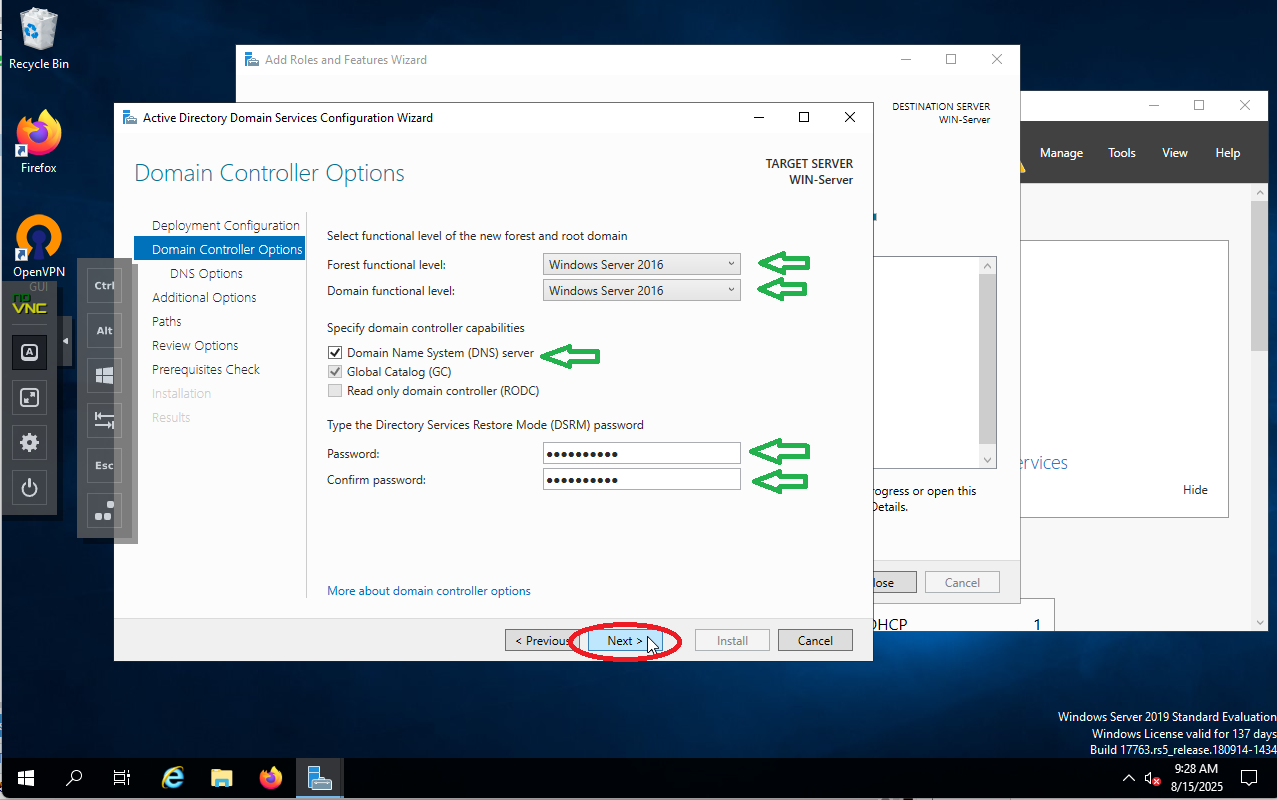 Recycle Bin
Firefox
OpenVPN
GUI
no
VNC
A
Ctrl
Alt
Esc
Add Roles and Features Wizard
DESTINATION SERVER
WIN-Server
Manage Tools View Help
Active Directory Domain Services Configuration Wizard
Domain Controller Options
TARGET SERVER
WIN-Server
Deployment Configuration
Domain Controller Options
DNS Options
Additional Options
Paths
Review Options
Prerequisites Check
Installation
Results
Select functional level of the new forest and root domain
Forest functional level: Windows Server 2016
Domain functional level: Windows Server 2016
Specify domain controller capabilities
Domain Name System (DNS) server
Global Catalog (GC)
Read only domain controller (RODC)
Type the Directory Services Restore Mode (DSRM) password
Password: ●●●●●●●●●●
Confirm password: ●●●●●●●●●●
More about domain controller options
< Previous Next > Install Cancel
ervices
Hide
rogress or open this
Details.
lose Cancel
DHCP 1
Windows Server 2019 Standard Evaluation
Windows License valid for 137 days
Build 17763.rs5_release.180914-1434
9:28 AM
8/15/2025